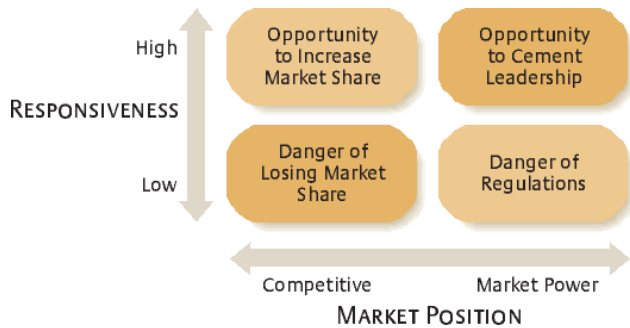 High
Opportunity
to Increase
Market Share
Opportunity
to Cement
Leadership
RESPONSIVENESS
Low
Danger of
Losing Market
Share
Danger of
Regulations
Competitive
Market Power
MARKET POSITION